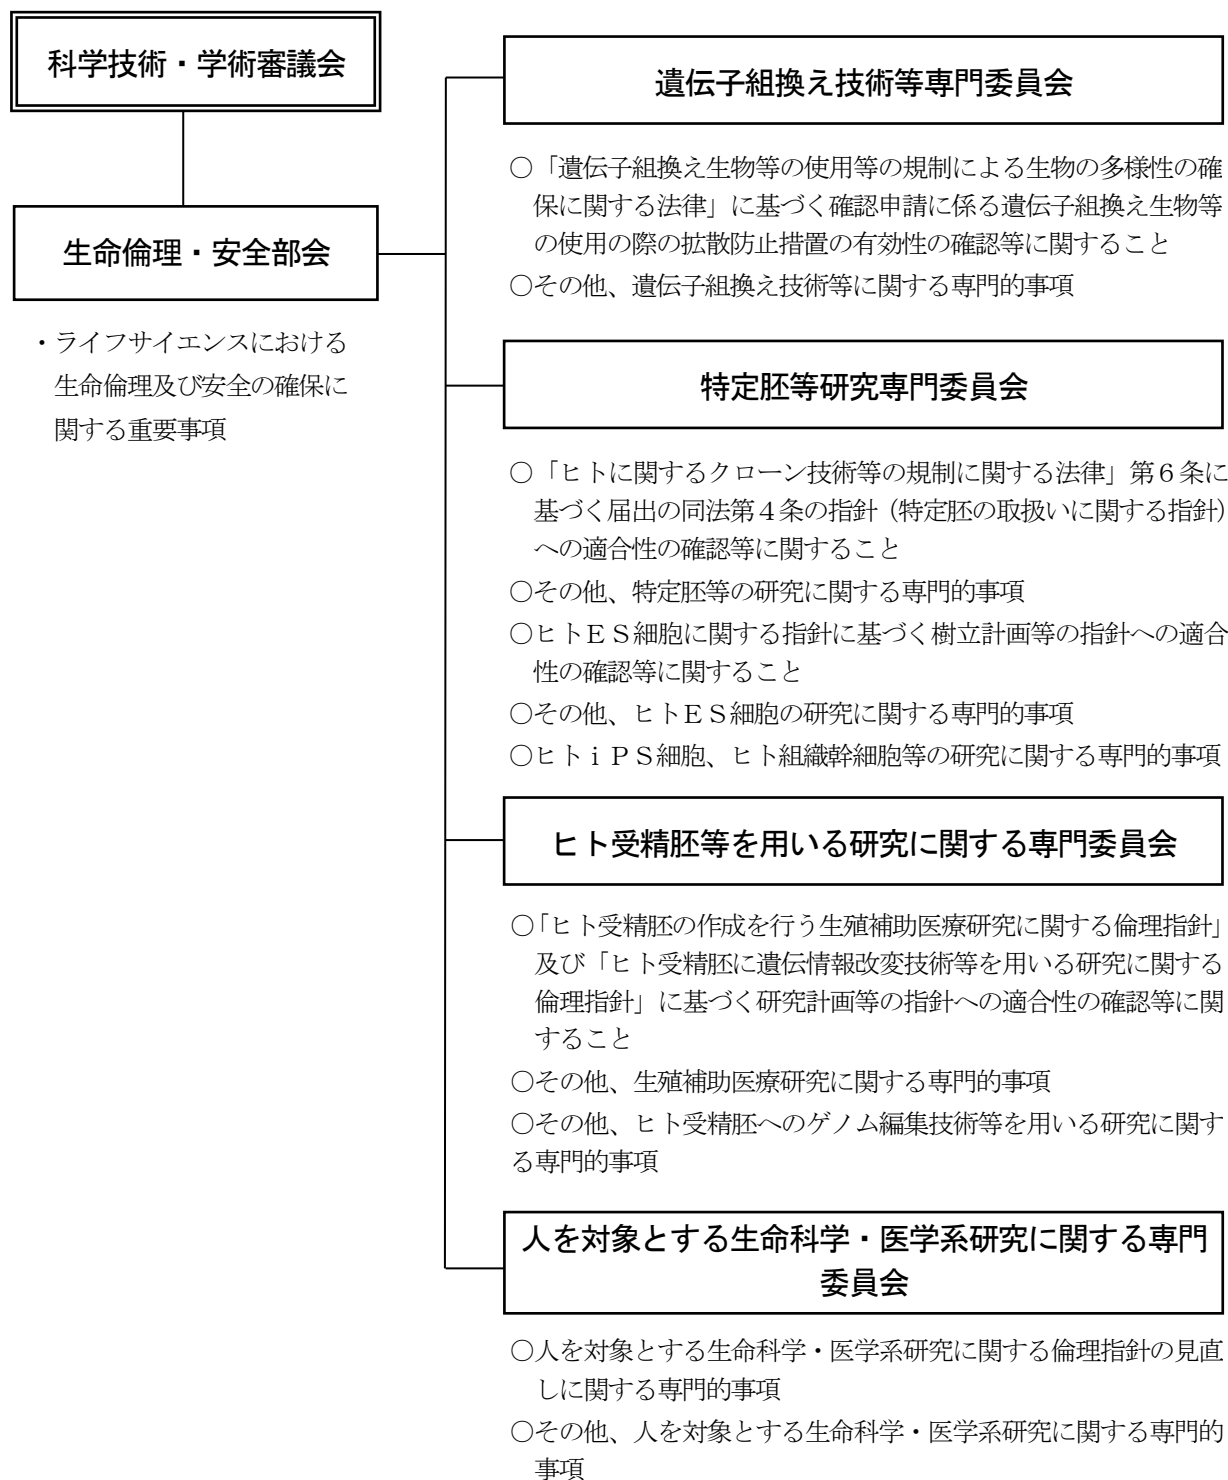 科学技術・学術審議会
生命倫理・安全部会
・ライフサイエンスにおける
生命倫理及び安全の確保に
関する重要事項
遺伝子組換え技術等専門委員会
○「遺伝子組換え生物等の使用等の規制による生物の多様性の確
保に関する法律」に基づく確認申請に係る遺伝子組換え生物等
の使用の際の拡散防止措置の有効性の確認等に関すること
○その他、遺伝子組換え技術等に関する専門的事項
特定胚等研究専門委員会
○「ヒトに関するクローン技術等の規制に関する法律」第６条に
基づく届出の同法第４条の指針（特定胚の取扱いに関する指針）
への適合性の確認等に関すること
○その他、特定胚等の研究に関する専門的事項
○ヒトＥＳ細胞に関する指針に基づく樹立計画等の指針への適合
性の確認等に関すること
○その他、ヒトＥＳ細胞の研究に関する専門的事項
○ヒトｉＰＳ細胞、ヒト組織幹細胞等の研究に関する専門的事項
ヒト受精胚等を用いる研究に関する専門委員会
○「ヒト受精胚の作成を行う生殖補助医療研究に関する倫理指針」
及び「ヒト受精胚に遺伝情報改変技術等を用いる研究に関する
倫理指針」に基づく研究計画等の指針への適合性の確認等に関
すること
○その他、生殖補助医療研究に関する専門的事項
○その他、ヒト受精胚へのゲノム編集技術等を用いる研究に関す
る専門的事項
人を対象とする生命科学・医学系研究に関する専門
委員会
○人を対象とする生命科学・医学系研究に関する倫理指針の見直
しに関する専門的事項
○その他、人を対象とする生命科学・医学系研究に関する専門的
事項